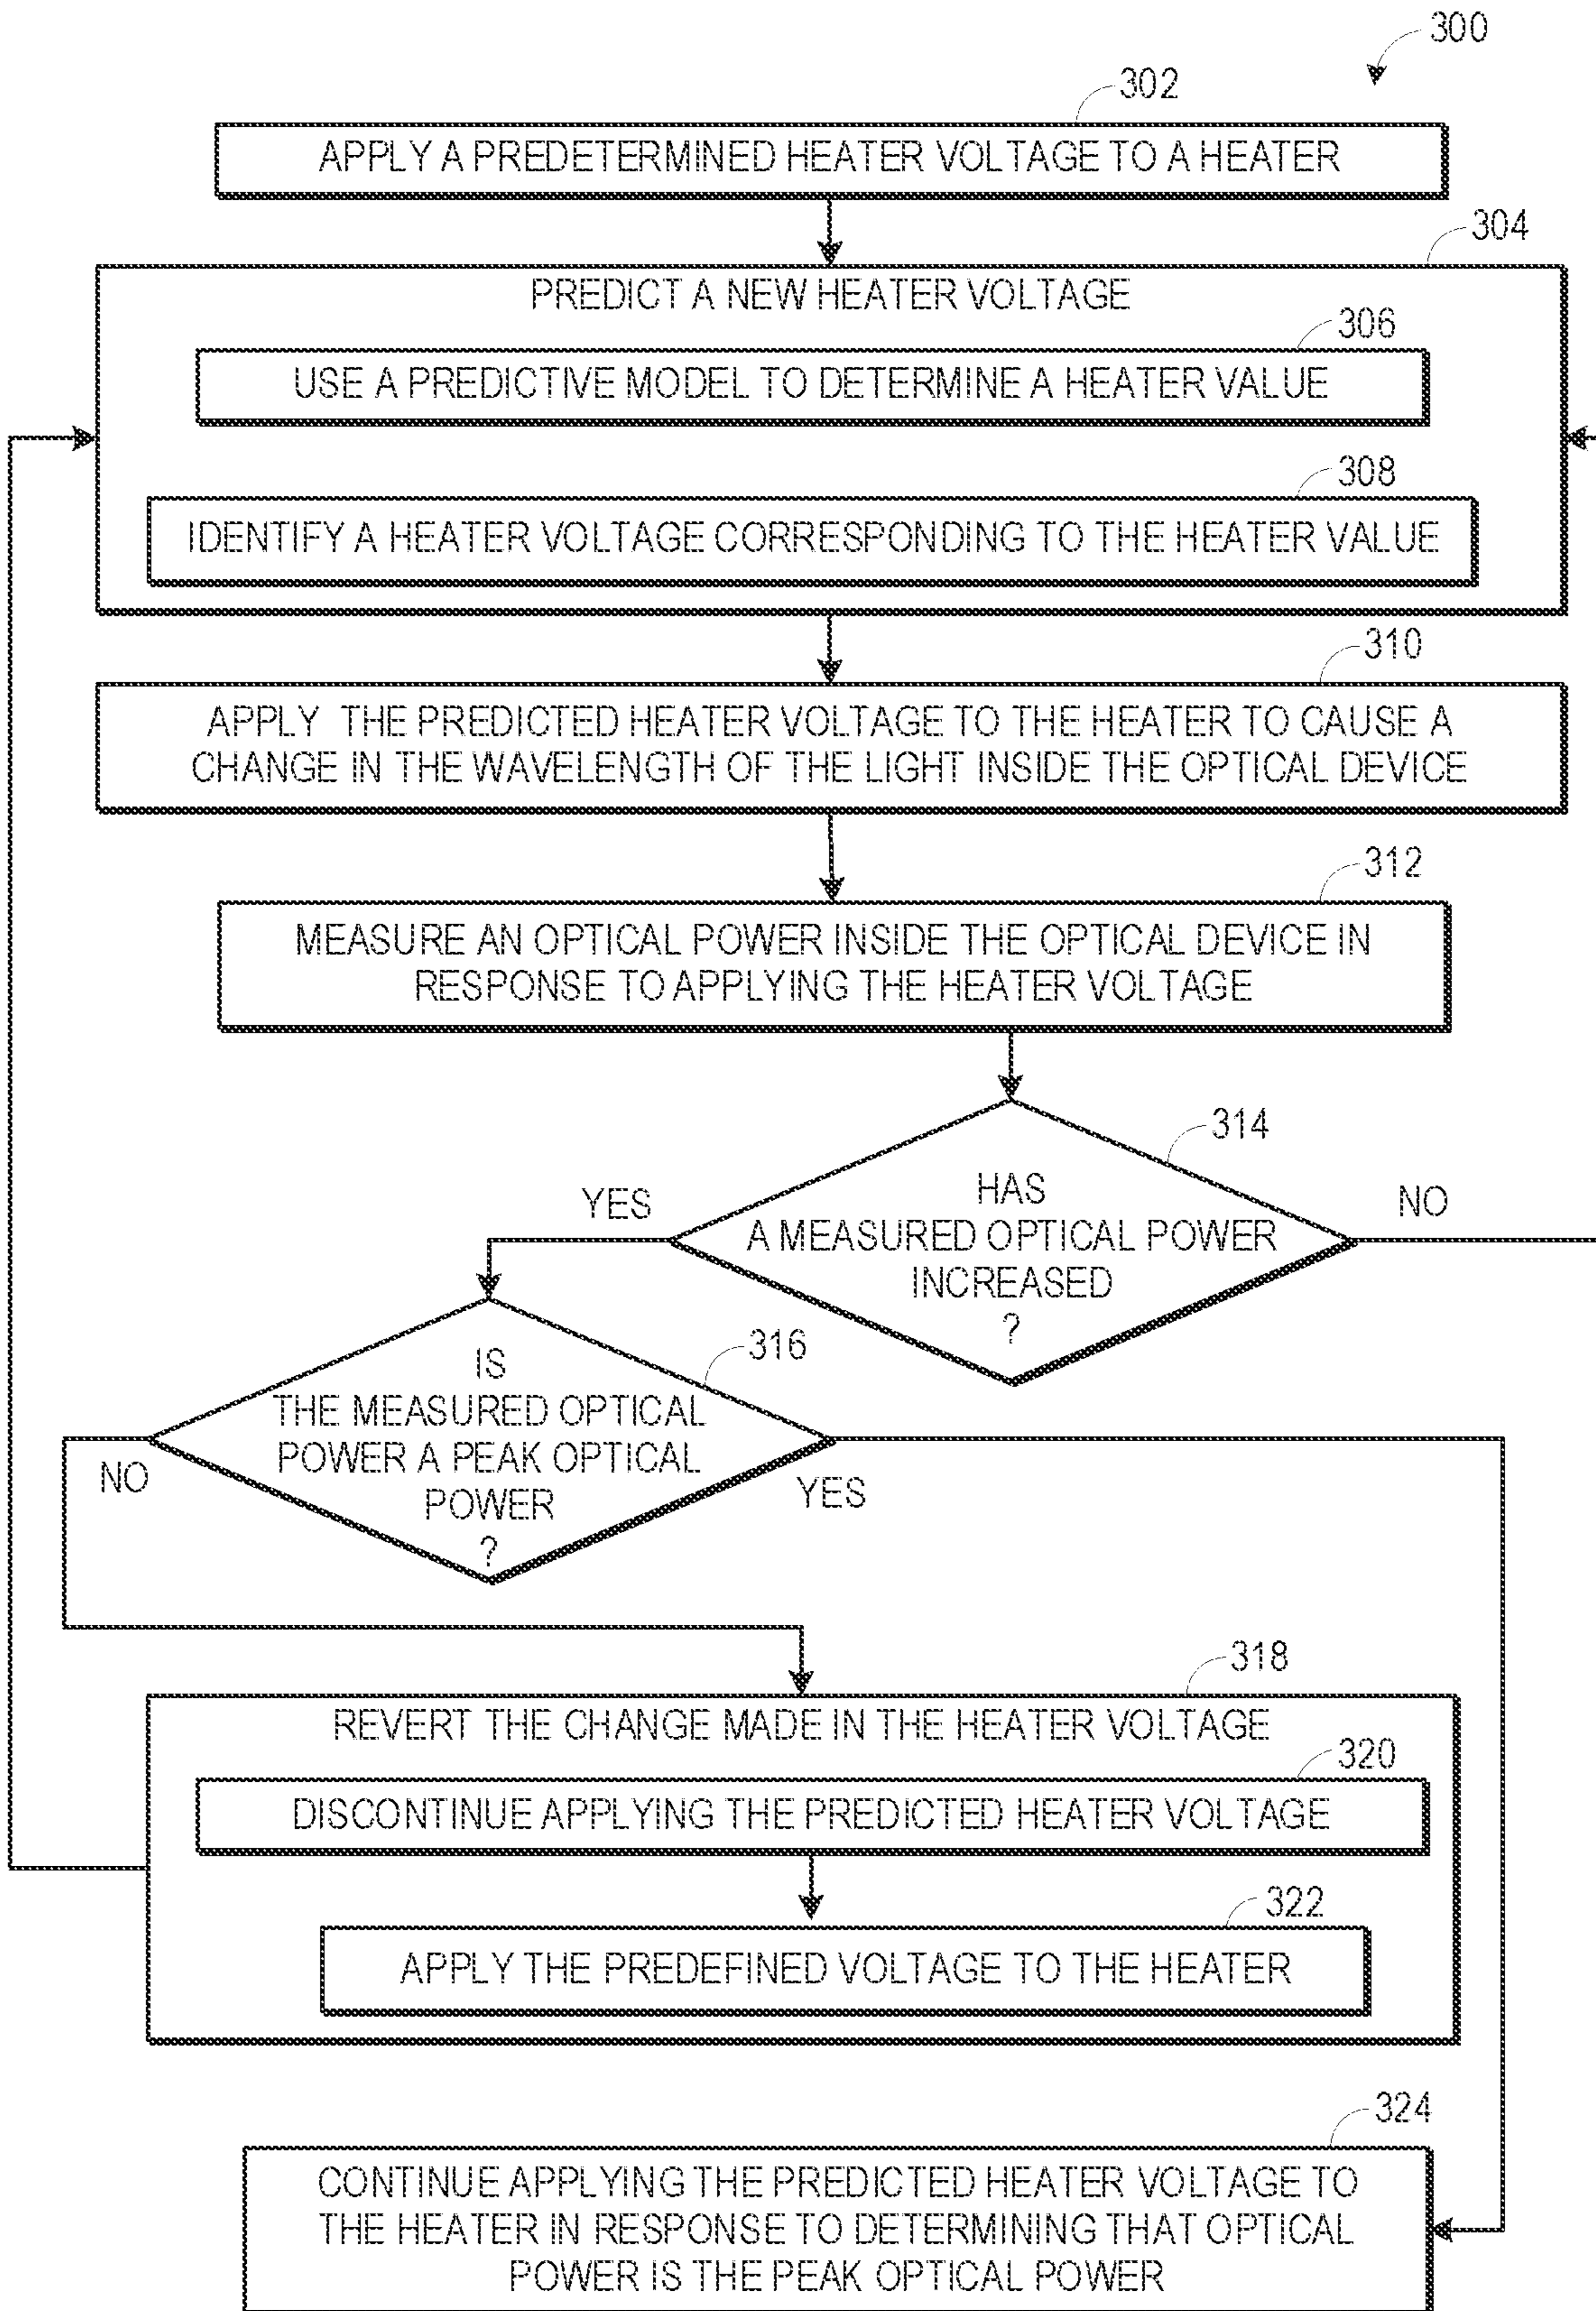 300
302
APPLY A PREDETERMINED HEATER VOLTAGE TO A HEATER
304
PREDICT A NEW HEATER VOLTAGE
306
USE A PREDICTIVE MODEL TO DETERMINE A HEATER VALUE
308
IDENTIFY A HEATER VOLTAGE CORRESPONDING TO THE HEATER VALUE
310
APPLY THE PREDICTED HEATER VOLTAGE TO THE HEATER TO CAUSE A
CHANGE IN THE WAVELENGTH OF THE LIGHT INSIDE THE OPTICAL DEVICE
312
MEASURE AN OPTICAL POWER INSIDE THE OPTICAL DEVICE IN
RESPONSE TO APPLYING THE HEATER VOLTAGE
314
YES
HAS
NO
A MEASURED OPTICAL POWER
INCREASED
?
316
IS
THE MEASURED OPTICAL
POWER A PEAK OPTICAL
NO
YES
POWER
?
318
REVERT THE CHANGE MADE IN THE HEATER VOLTAGE
320
DISCONTINUE APPLYING THE PREDICTED HEATER VOLTAGE
322
APPLY THE PREDEFINED VOLTAGE TO THE HEATER
324
CONTINUE APPLYING THE PREDICTED HEATER VOLTAGE TO
THE HEATER IN RESPONSE TO DETERMINING THAT OPTICAL
POWER IS THE PEAK OPTICAL POWER